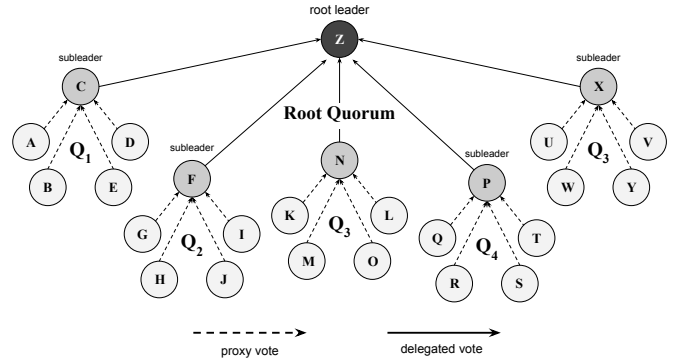 root leader
Z
subleader
C
A
D
Q1
B
E
subleader
F
G
I
Q2
H
J
Root Quorum
N
K
L
Q3
M
O
subleader
P
Q
T
Q4
R
S
subleader
X
U
V
Q3
W
Y
proxy vote
delegated vote